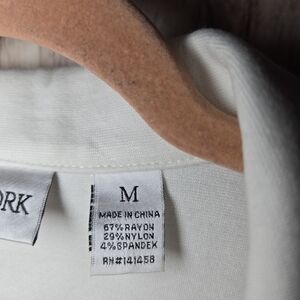 ORK
M
MADE IN CHINA
67% RAYON
29% NYLON
4% SPANDEX
RN#141458